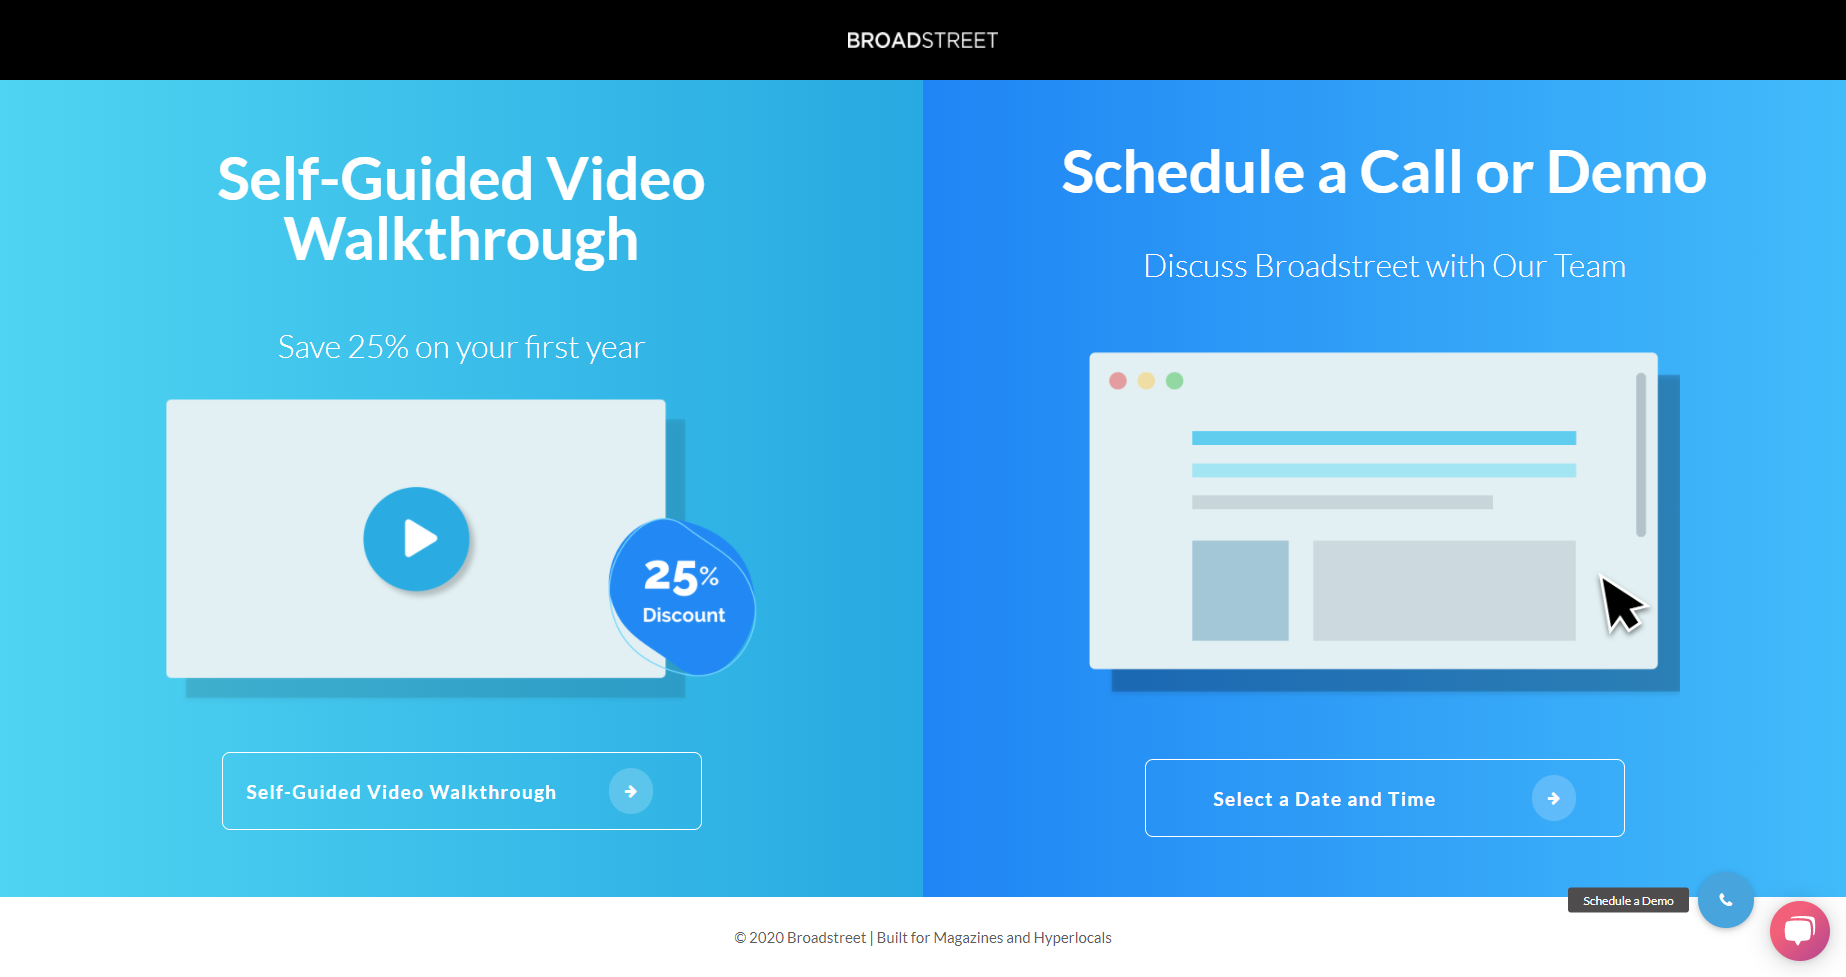 BROADSTREET
Self-Guided Video
Walkthrough
Save 25% on your first year
25%
Discount
Self-Guided Video Walkthrough
Schedule a Call or Demo
Discuss Broadstreet with Our Team
Select a Date and Time
Schedule a Demo
© 2020 Broadstreet | Built for Magazines and Hyperlocals